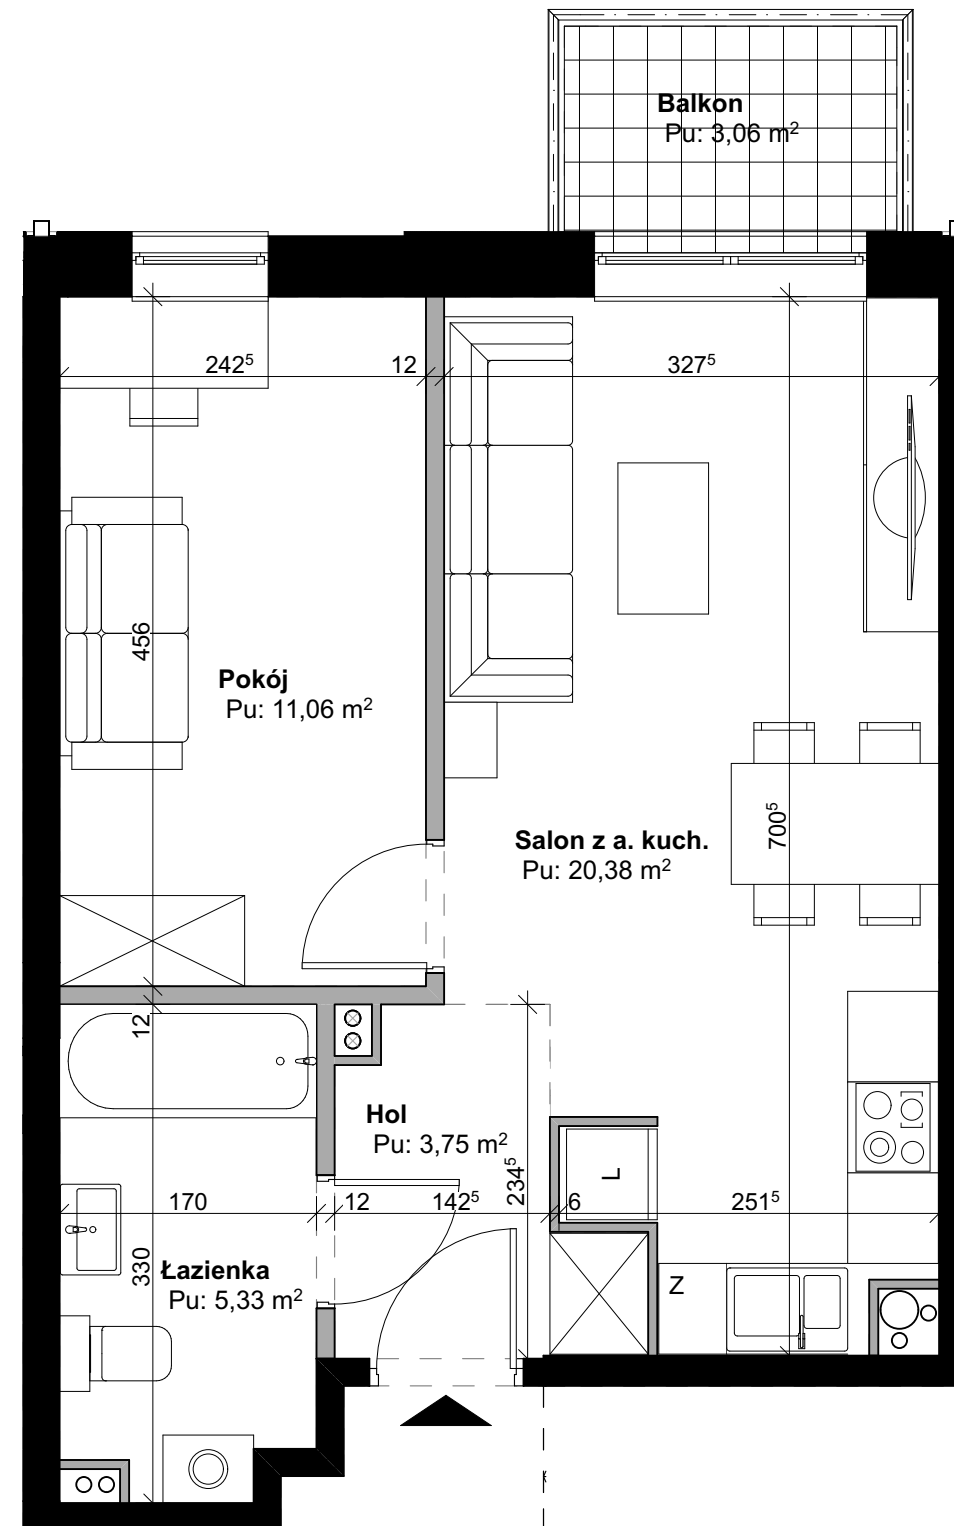 Balkon
Pu: 3,06 m²
242⁵
12
327⁵
456
Pokój
Pu: 11,06 m²
Salon z a. kuch.
Pu: 20,38 m²
700⁵
12
Hol
Pu: 3,75 m²
L
234⁵
170
12
142⁵
6
251⁵
330
Łazienka
Pu: 5,33 m²
Z